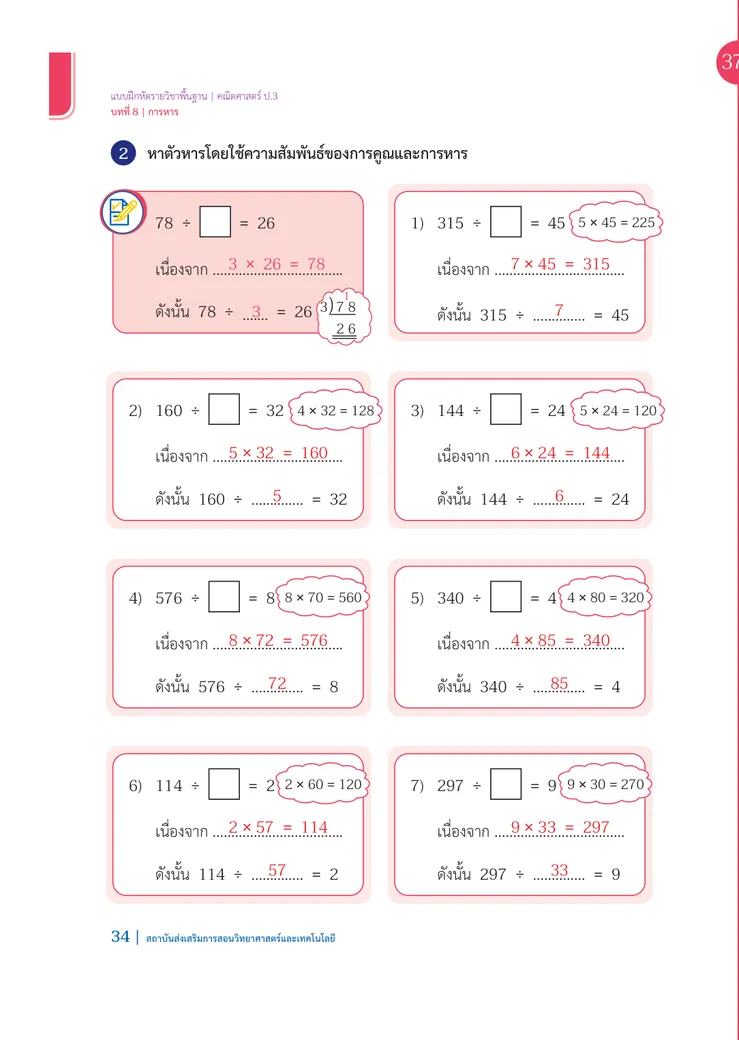 37
แบบฝึกหัดรายวิชาพื้นฐาน | คณิตศาสตร์ ป.3
บทที่ 8 | การหาร
2 หาตัวหารโดยใช้ความสัมพันธ์ของการคูณและการหาร
78 ÷ □ = 26
เนื่องจาก 3 × 26 = 78
ดังนั้น 78 ÷ 3 = 26
1
3)7 8
2 6
1) 315 ÷ □ = 45
5 × 45 = 225
เนื่องจาก 7 × 45 = 315
ดังนั้น 315 ÷ 7 = 45
2) 160 ÷ □ = 32
4 × 32 = 128
เนื่องจาก 5 × 32 = 160
ดังนั้น 160 ÷ 5 = 32
3) 144 ÷ □ = 24
5 × 24 = 120
เนื่องจาก 6 × 24 = 144
ดังนั้น 144 ÷ 6 = 24
4) 576 ÷ □ = 8
8 × 70 = 560
เนื่องจาก 8 × 72 = 576
ดังนั้น 576 ÷ 72 = 8
5) 340 ÷ □ = 4
4 × 80 = 320
เนื่องจาก 4 × 85 = 340
ดังนั้น 340 ÷ 85 = 4
6) 114 ÷ □ = 2
2 × 60 = 120
เนื่องจาก 2 × 57 = 114
ดังนั้น 114 ÷ 57 = 2
7) 297 ÷ □ = 9
9 × 30 = 270
เนื่องจาก 9 × 33 = 297
ดังนั้น 297 ÷ 33 = 9
34 | สถาบันส่งเสริมการสอนวิทยาศาสตร์และเทคโนโลยี